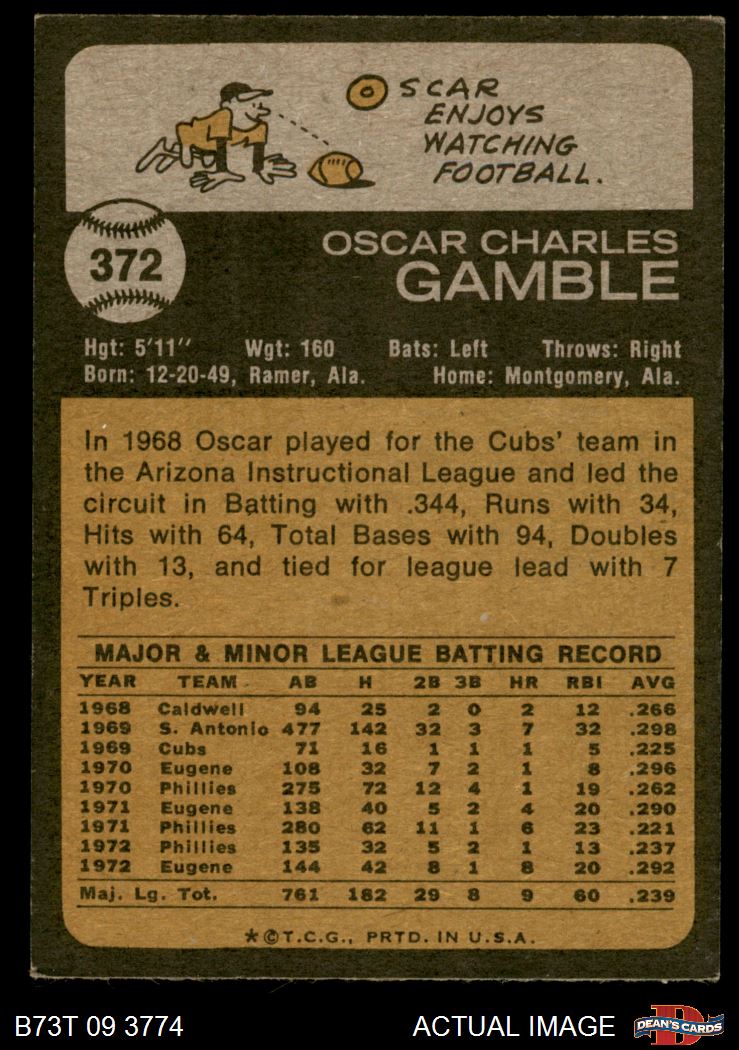 OSCAR
ENJOYS
WATCHING
FOOTBALL.
372
OSCAR CHARLES
GAMBLE
Hgt: 5'11" Wgt: 160 Bats: Left Throws: Right
Born: 12-20-49, Ramer, Ala. Home: Montgomery, Ala.
In 1968 Oscar played for the Cubs' team in
the Arizona Instructional League and led the
circuit in Batting with .344, Runs with 34,
Hits with 64, Total Bases with 94, Doubles
with 13, and tied for league lead with 7
Triples.
MAJOR & MINOR LEAGUE BATTING RECORD
YEAR TEAM AB H 2B 3B HR RBI AVG
1968 Caldwell 94 25 2 0 2 12 .266
1969 S. Antonio 477 142 32 3 7 32 .298
1969 Cubs 71 16 1 1 1 5 .225
1970 Eugene 108 32 7 2 1 8 .296
1970 Phillies 275 72 12 4 1 19 .262
1971 Eugene 138 40 5 2 4 20 .290
1971 Phillies 280 62 11 1 6 23 .221
1972 Phillies 135 32 5 2 1 13 .237
1972 Eugene 144 42 8 1 8 20 .292
Maj. Lg. Tot. 761 182 29 8 9 60 .239
*©T.C.G., PRTD. IN U.S.A.
B73T 09 3774 ACTUAL IMAGE D DEAN'S CARDS